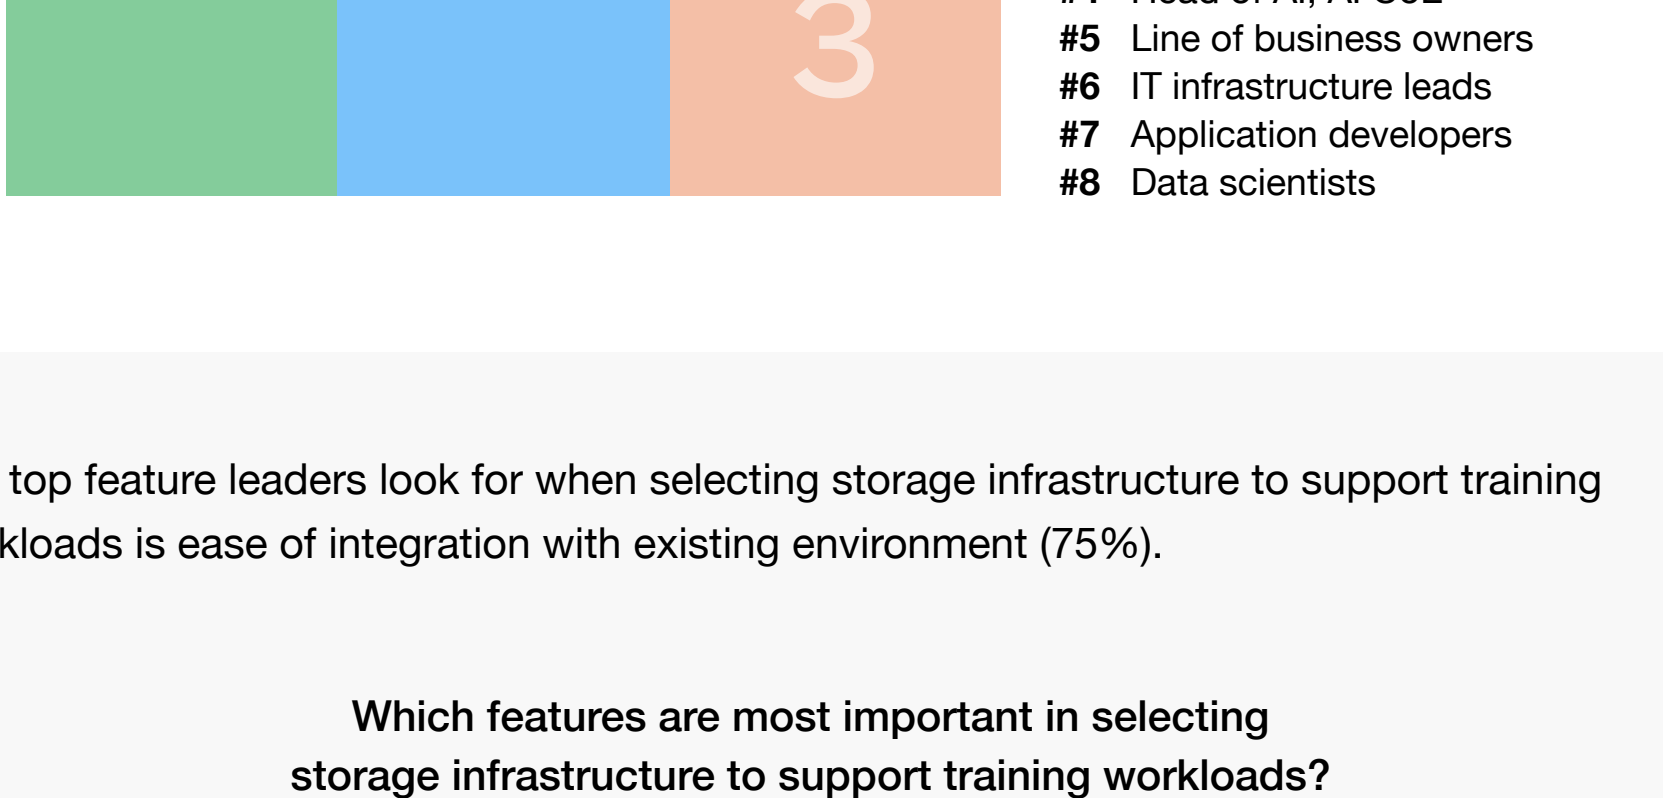 3
#5 Line of business owners
#6 IT infrastructure leads
#7 Application developers
#8 Data scientists
top feature leaders look for when selecting storage infrastructure to support training
kloads is ease of integration with existing environment (75%).
Which features are most important in selecting
storage infrastructure to support training workloads?